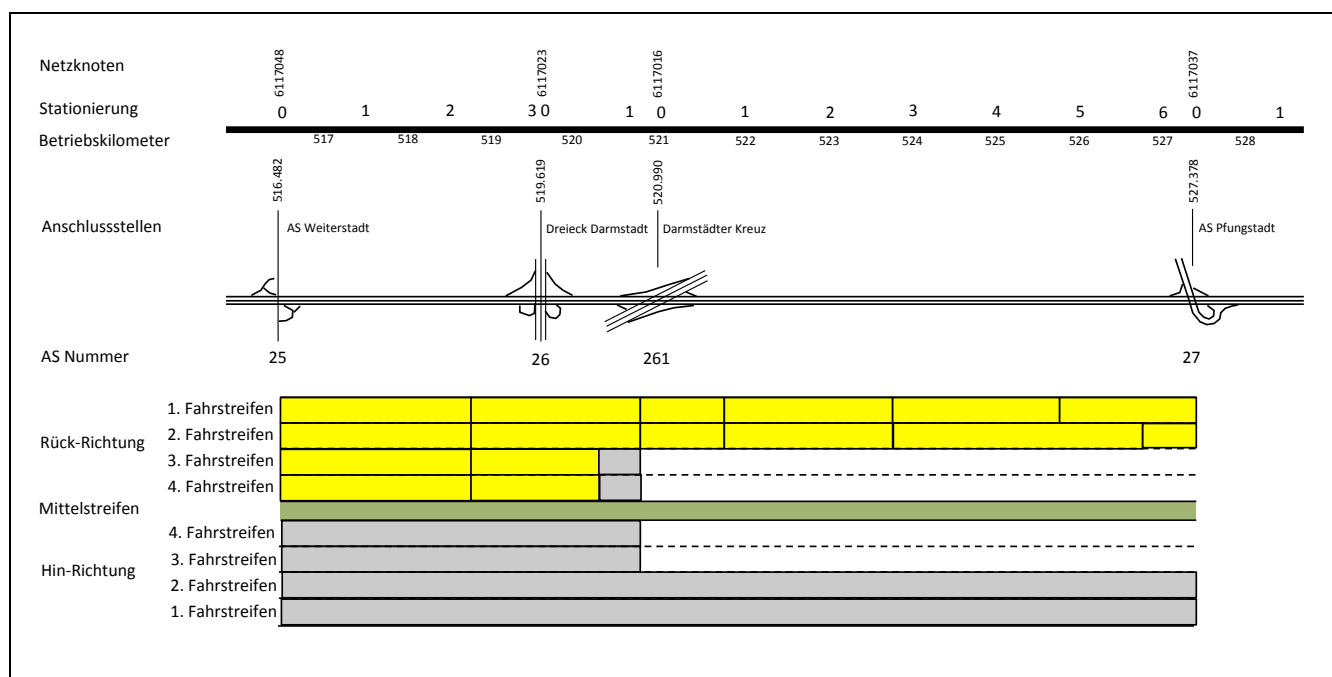 Netzknoten 6117048 6117023 6117016 6117037
Stationierung 0 1 2 3 0 1 0 1 2 3 4 5 6 0 1
Betriebskilometer 517 518 519 520 521 522 523 524 525 526 527 528
516.482 519.619 520.990 527.378
Anschlussstellen AS Weiterstadt Dreieck Darmstadt Darmstädter Kreuz AS Pfungstadt
AS Nummer 25 26 261 27
1. Fahrstreifen
Rück-Richtung 2. Fahrstreifen
3. Fahrstreifen
4. Fahrstreifen
Mittelstreifen
4. Fahrstreifen
Hin-Richtung 3. Fahrstreifen
2. Fahrstreifen
1. Fahrstreifen